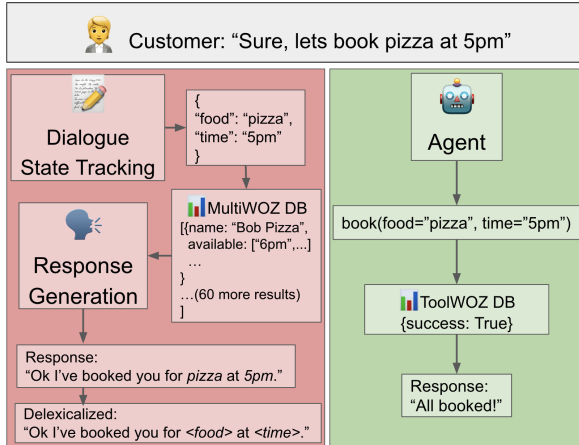 Customer: “Sure, lets book pizza at 5pm”
Dialogue
State Tracking
{
“food”: “pizza”,
“time”: “5pm”
}
MultiWOZ DB
[{name: “Bob Pizza”,
available: [“6pm”,...]
...
}
...(60 more results)
]
Response
Generation
Response:
“Ok I’ve booked you for pizza at 5pm.”
Delexicalized:
“Ok I’ve booked you for <food> at <time>.”
Agent
book(food=”pizza”, time=”5pm”)
ToolWOZ DB
{success: True}
Response:
“All booked!”